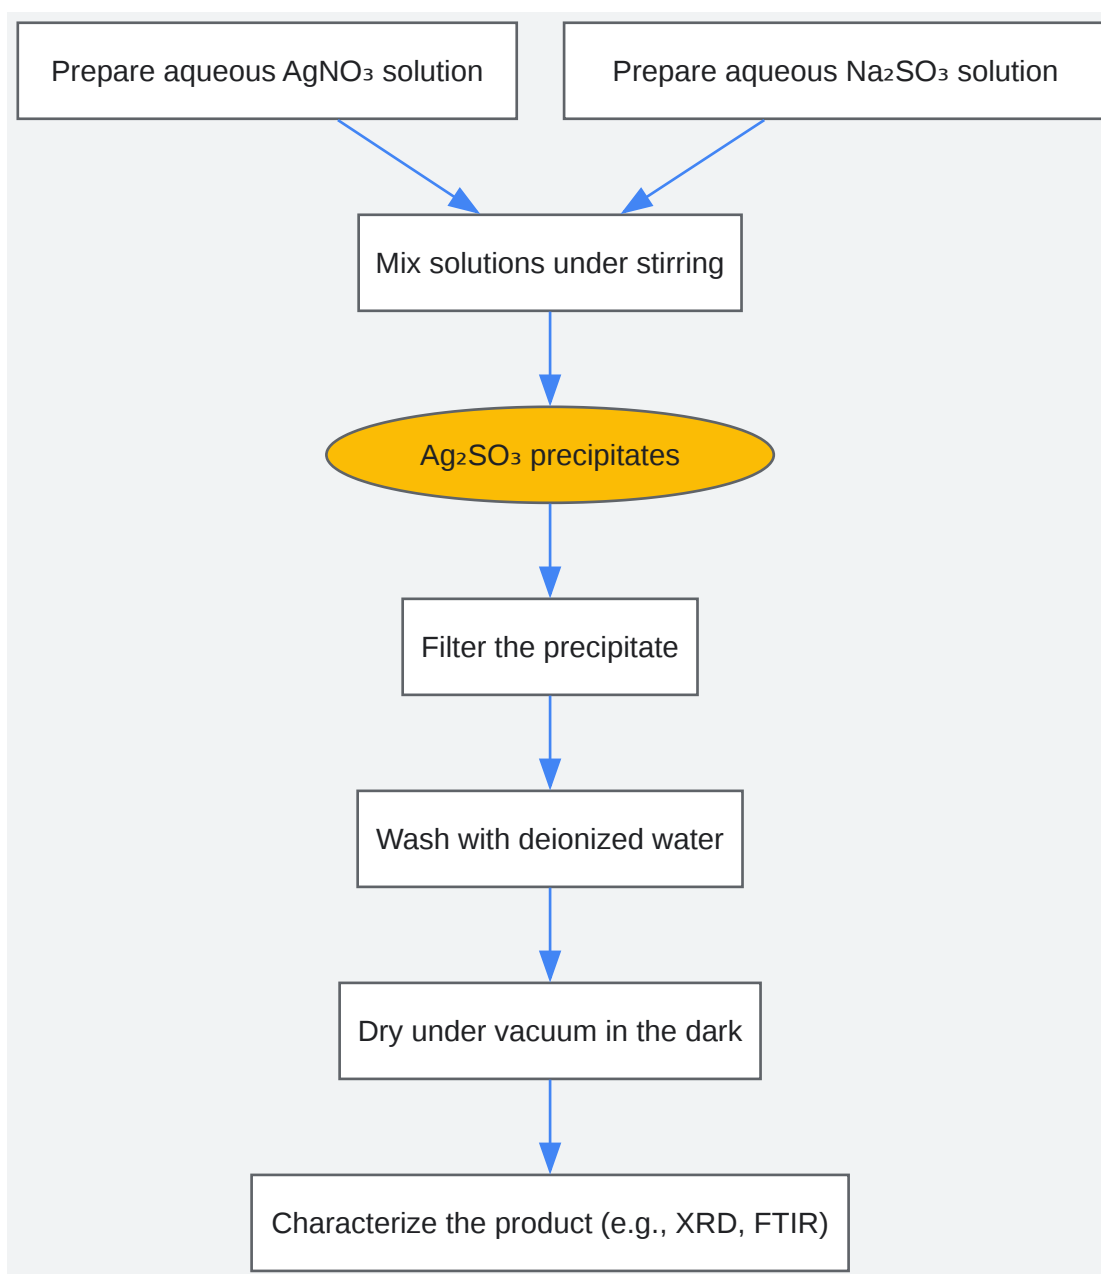 Prepare aqueous AgNO₃ solution
Prepare aqueous Na₂SO₃ solution
Mix solutions under stirring
Ag₂SO₃ precipitates
Filter the precipitate
Wash with deionized water
Dry under vacuum in the dark
Characterize the product (e.g., XRD, FTIR)